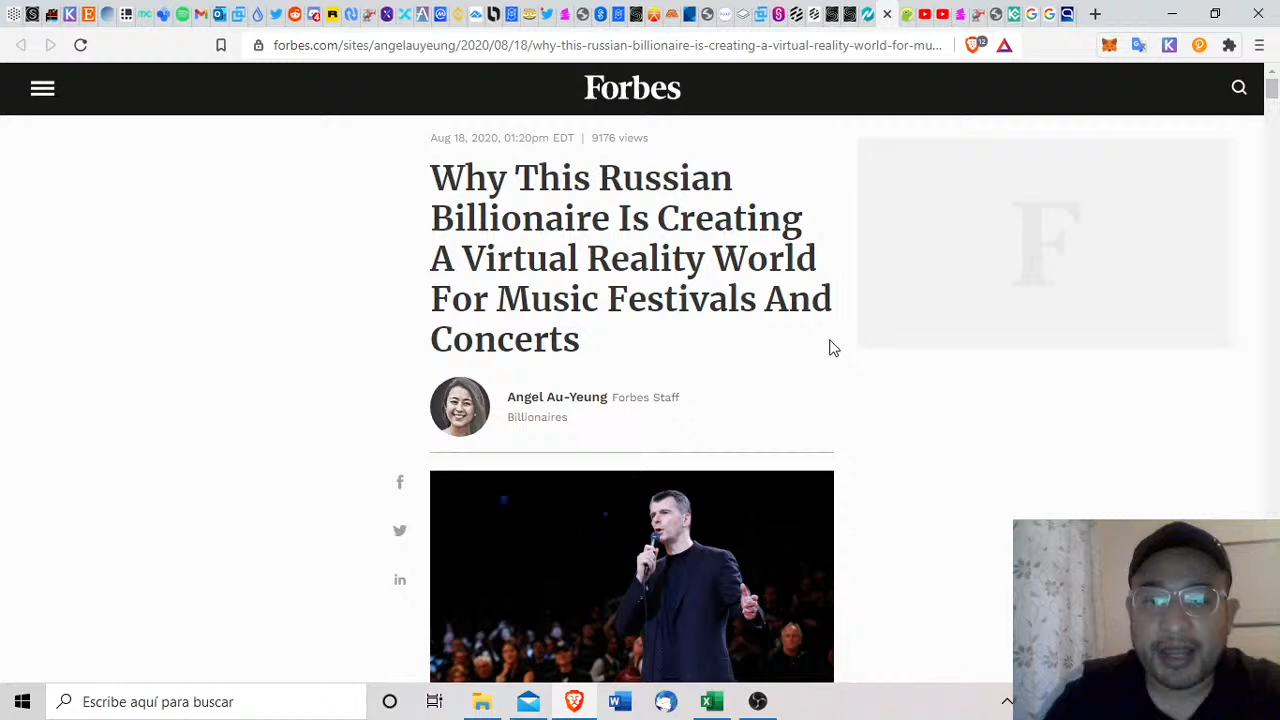 forbes.com/sites/angelauyeung/2020/08/18/why-this-russian-billionaire-is-creating-a-virtual-reality-world-for-mu...
12
Forbes
Aug 18, 2020, 01:20pm EDT | 9176 views
Why This Russian
Billionaire Is Creating
A Virtual Reality World
For Music Festivals And
Concerts
F
Angel Au-Yeung Forbes Staff
Billionaires
Escribe aquí para buscar